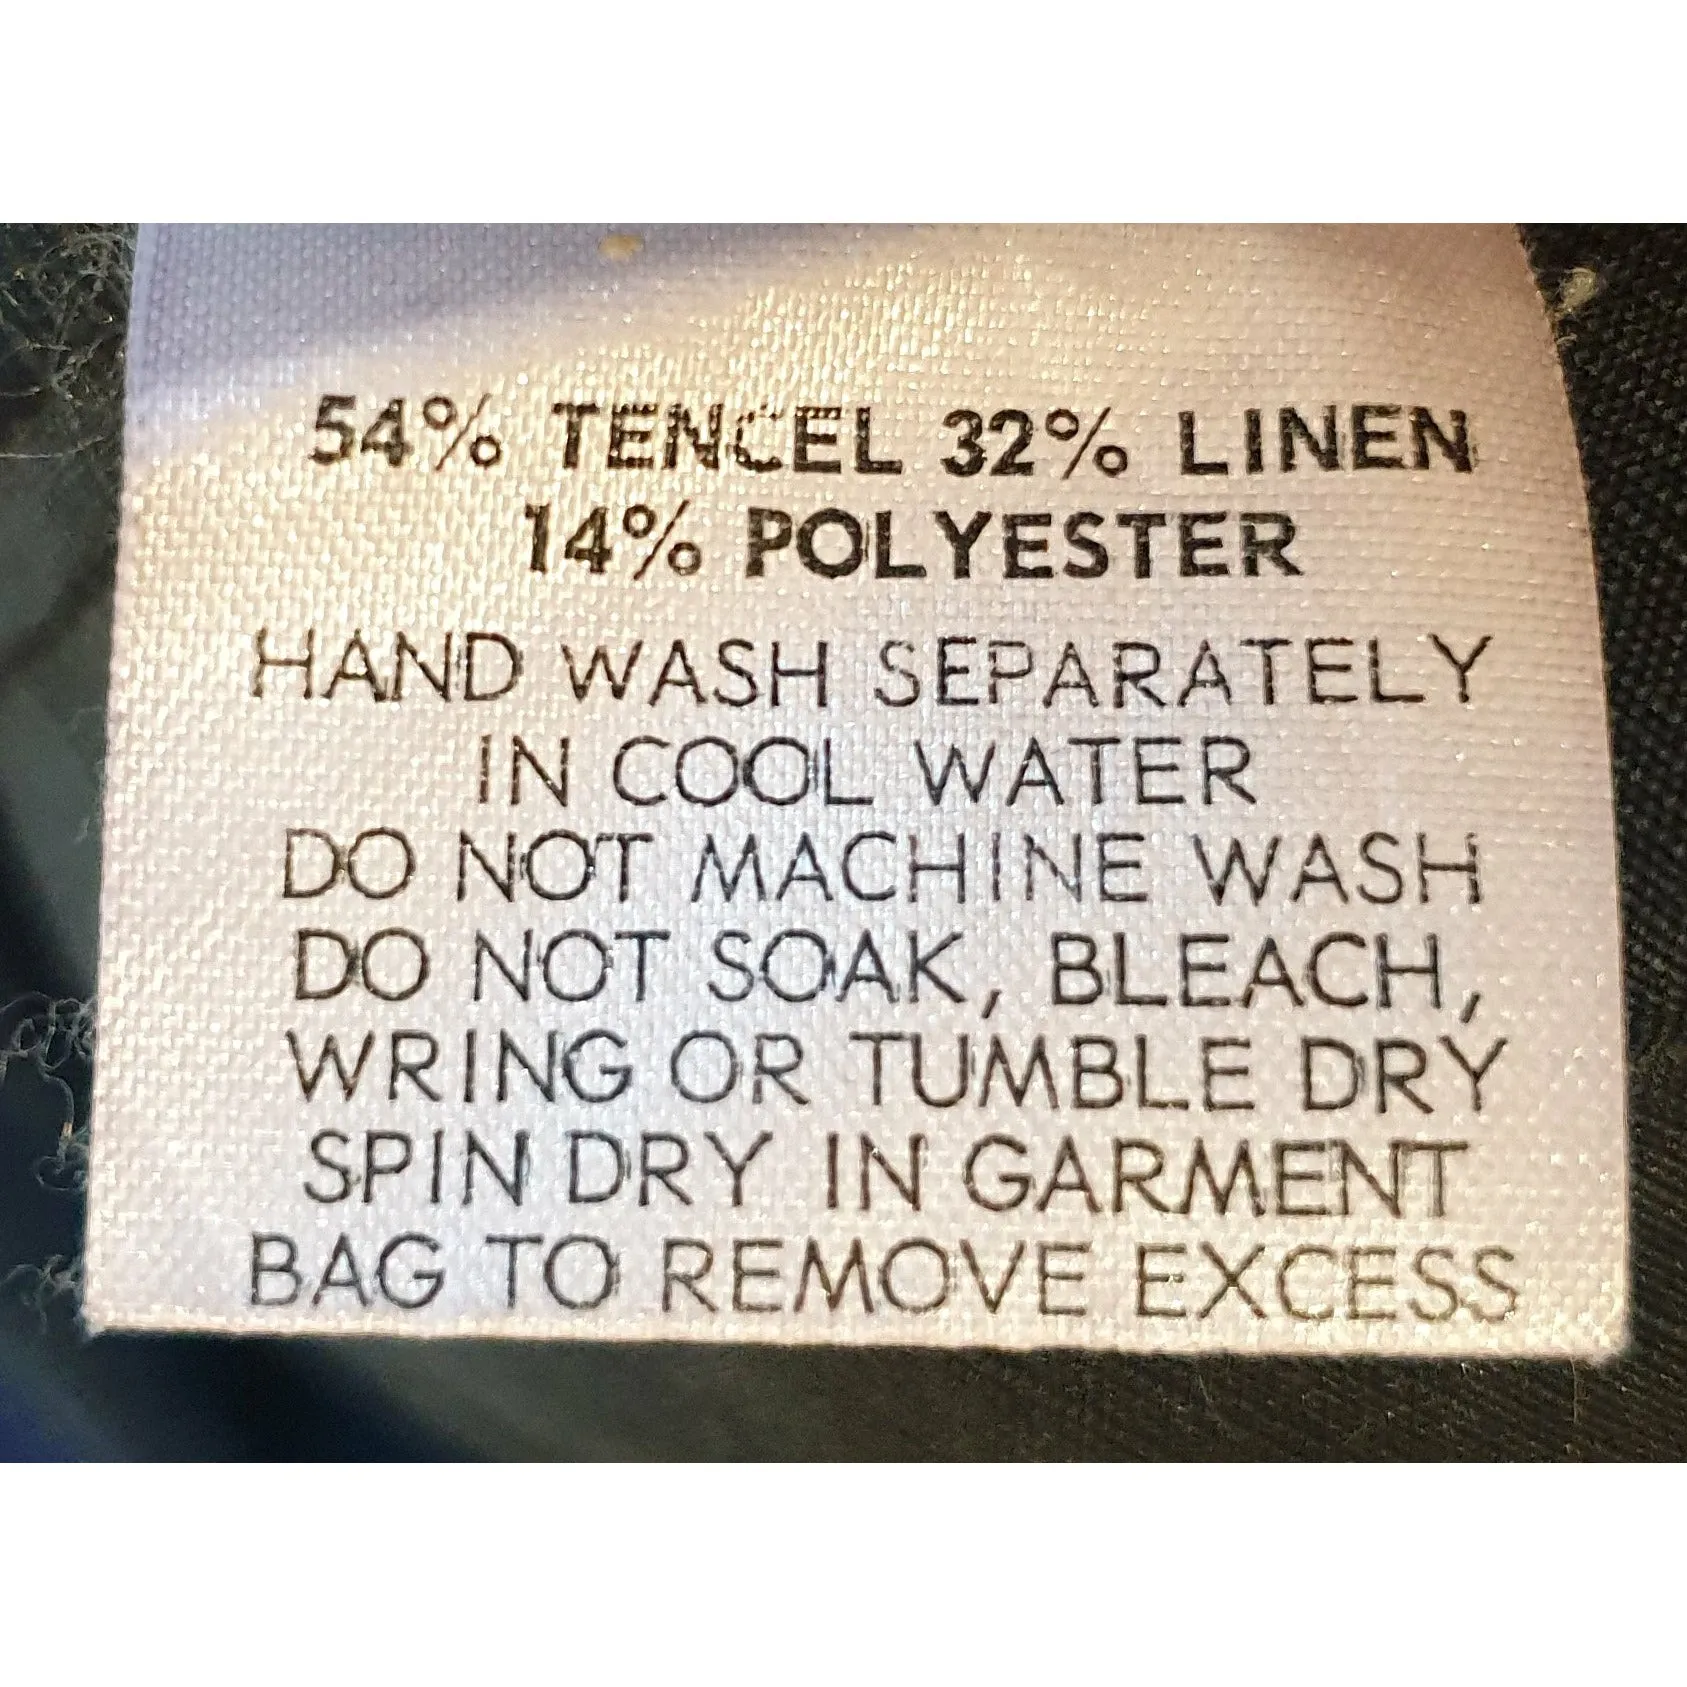 54% TENCEL 32% LINEN
14% POLYESTER
HAND WASH SEPARATELY
IN COOL WATER
DO NOT MACHINE WASH
DO NOT SOAK, BLEACH,
WRING OR TUMBLE DRY
SPIN DRY IN GARMENT
BAG TO REMOVE EXCESS